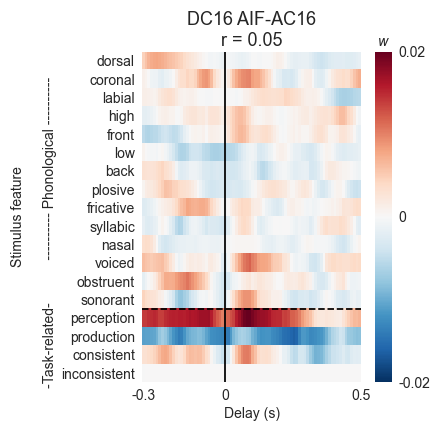 DC16 AIF-AC16
r = 0.05
w
dorsal
coronal
labial
high
front
low
back
plosive
fricative
syllabic
nasal
voiced
obstruent
sonorant
perception
production
consistent
inconsistent
Stimulus feature
-Task-related- ---------- Phonological ----------
0.02
0
-0.02
-0.3
0
0.5
Delay (s)